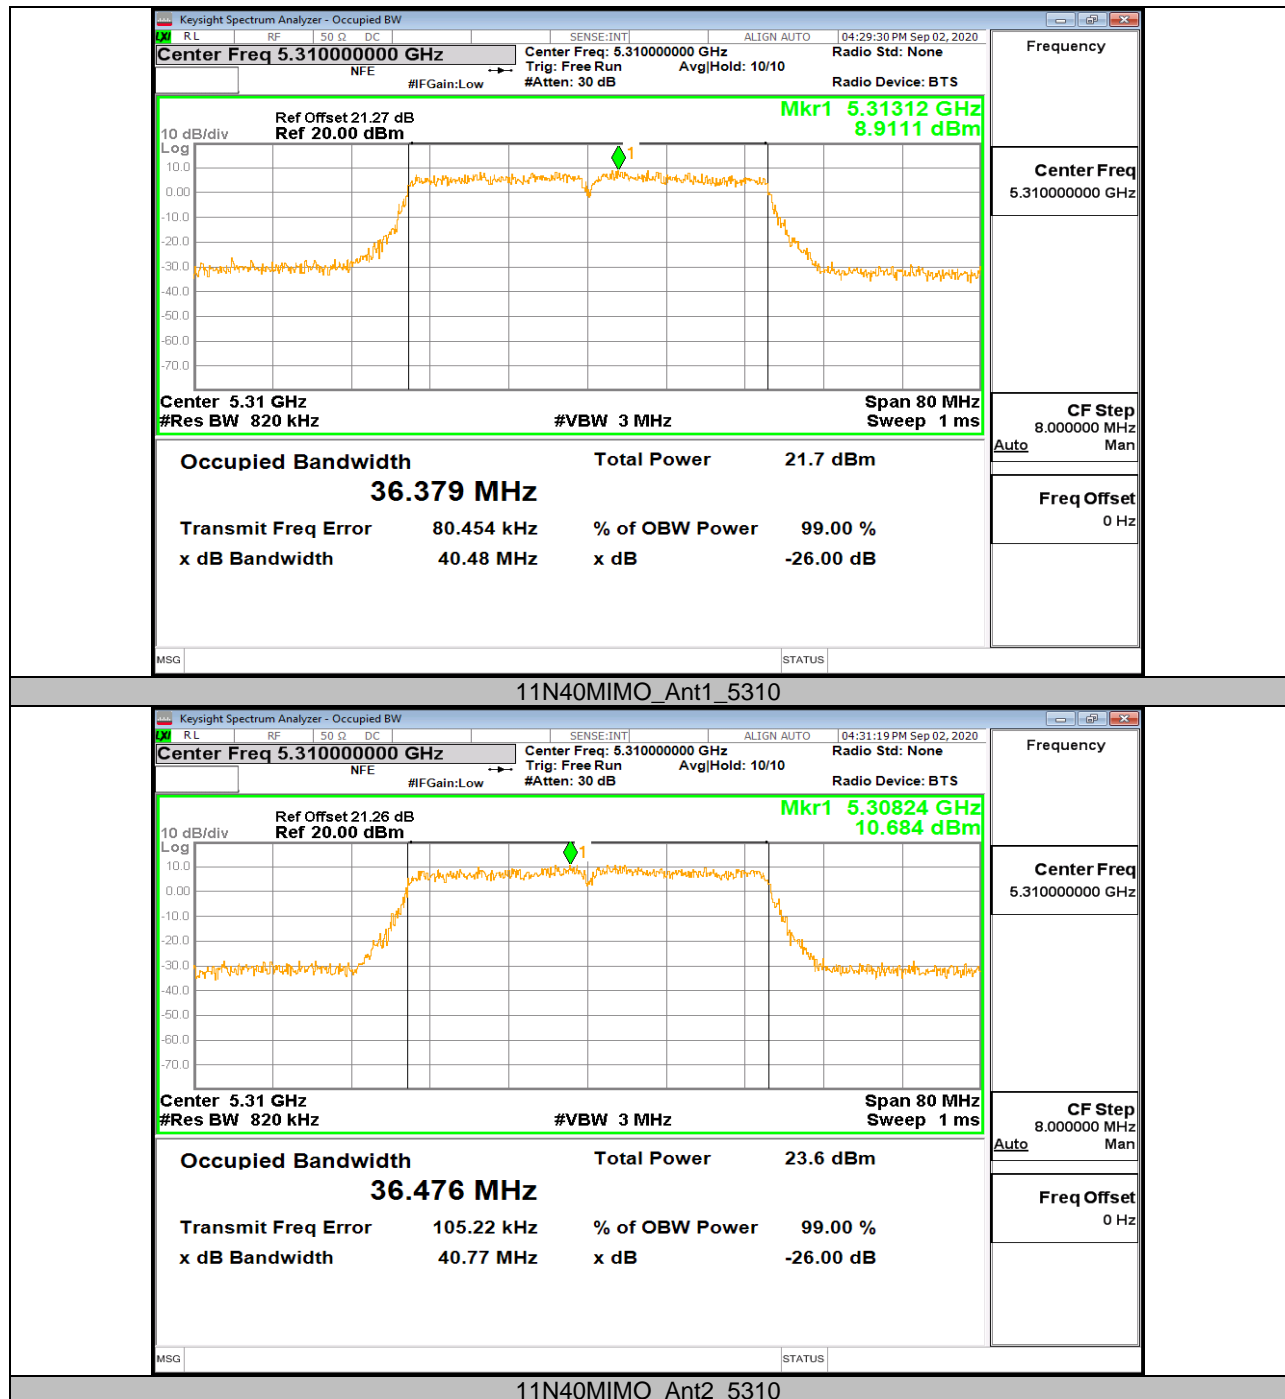 Keysight Spectrum Analyzer - Occupied BW
LXI RL RF 50 Ω DC SENSE:INT ALIGN AUTO 04:29:30 PM Sep 02, 2020
Center Freq 5.310000000 GHz
NFE
#IFGain:Low
Center Freq: 5.310000000 GHz
Trig: Free Run Avg|Hold: 10/10
#Atten: 30 dB
Radio Std: None
Radio Device: BTS
Frequency
Mkr1 5.31312 GHz
8.9111 dBm
Ref Offset 21.27 dB
10 dB/div Ref 20.00 dBm
Log
10.0
0.00
-10.0
-20.0
-30.0
-40.0
-50.0
-60.0
-70.0
1
Center 5.31 GHz Span 80 MHz
#Res BW 820 kHz #VBW 3 MHz Sweep 1 ms
Center Freq
5.310000000 GHz
CF Step
8.000000 MHz
Auto Man
Freq Offset
0 Hz
Occupied Bandwidth Total Power 21.7 dBm
36.379 MHz
Transmit Freq Error 80.454 kHz % of OBW Power 99.00 %
x dB Bandwidth 40.48 MHz x dB -26.00 dB
MSG STATUS
11N40MIMO_Ant1_5310
Keysight Spectrum Analyzer - Occupied BW
LXI RL RF 50 Ω DC SENSE:INT ALIGN AUTO 04:31:19 PM Sep 02, 2020
Center Freq 5.310000000 GHz
NFE
#IFGain:Low
Center Freq: 5.310000000 GHz
Trig: Free Run Avg|Hold: 10/10
#Atten: 30 dB
Radio Std: None
Radio Device: BTS
Frequency
Mkr1 5.30824 GHz
10.684 dBm
Ref Offset 21.26 dB
10 dB/div Ref 20.00 dBm
Log
10.0
0.00
-10.0
-20.0
-30.0
-40.0
-50.0
-60.0
-70.0
1
Center 5.31 GHz Span 80 MHz
#Res BW 820 kHz #VBW 3 MHz Sweep 1 ms
Center Freq
5.310000000 GHz
CF Step
8.000000 MHz
Auto Man
Freq Offset
0 Hz
Occupied Bandwidth Total Power 23.6 dBm
36.476 MHz
Transmit Freq Error 105.22 kHz % of OBW Power 99.00 %
x dB Bandwidth 40.77 MHz x dB -26.00 dB
MSG STATUS
11N40MIMO_Ant2_5310